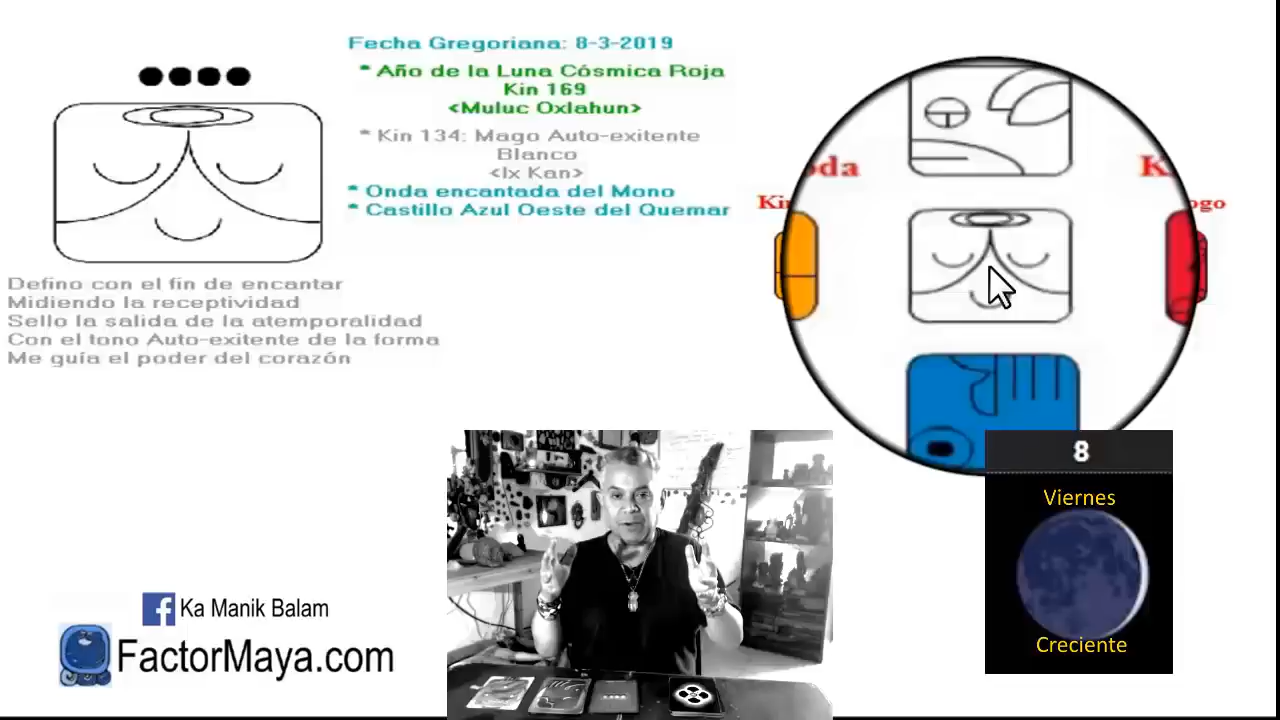 Fecha Gregoriana: 8-3-2019
* Año de la Luna Cósmica Roja
Kin 169
<Muluc Oxlahun>
* Kin 134: Mago Auto-exitente
Blanco
<Ix Kan>
* Onda encantada del Mono
* Castillo Azul Oeste del Quemar
Defino con el fin de encantar
Midiendo la receptividad
Sello la salida de la atemporalidad
Con el tono Auto-exitente de la forma
Me guía el poder del corazón
8
Viernes
Creciente
Ka Manik Balam
FactorMaya.com